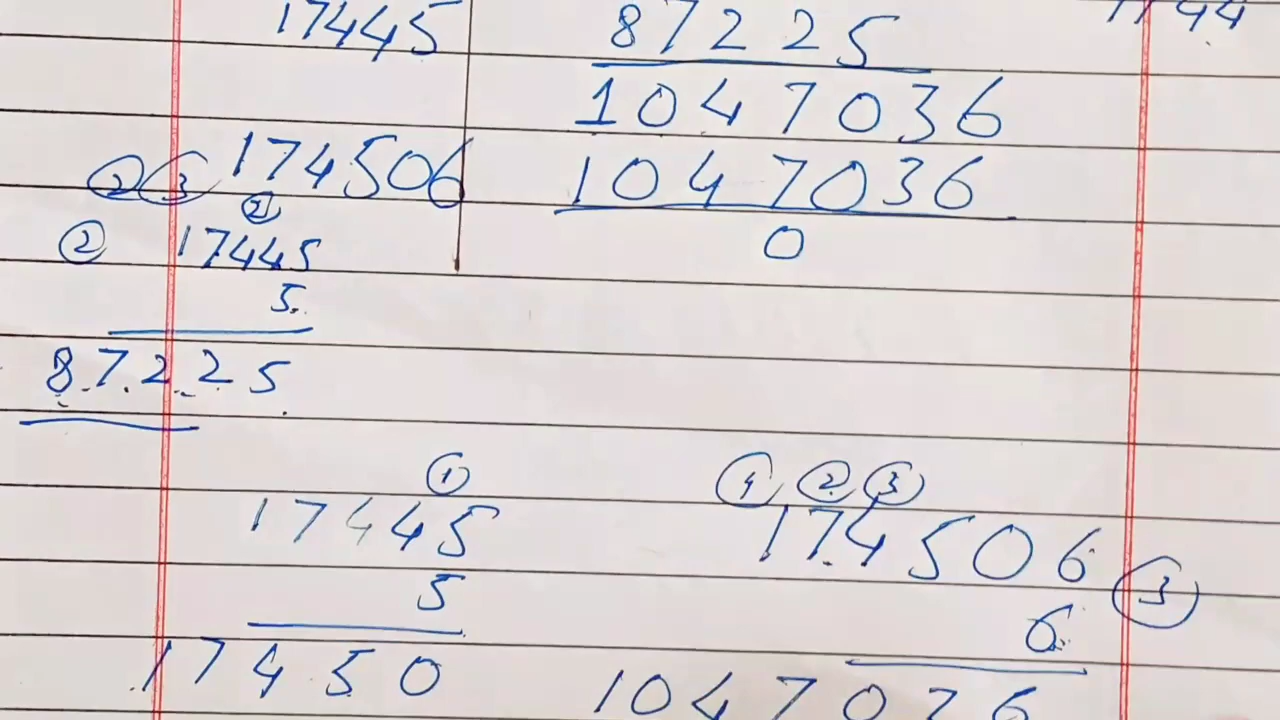 17445 87225 1744
1047036
② ③ 174506 1047036
②
② 17445 0
5
87225
① ① ② ③
17445 174506
5 6 ③
17450 1047036